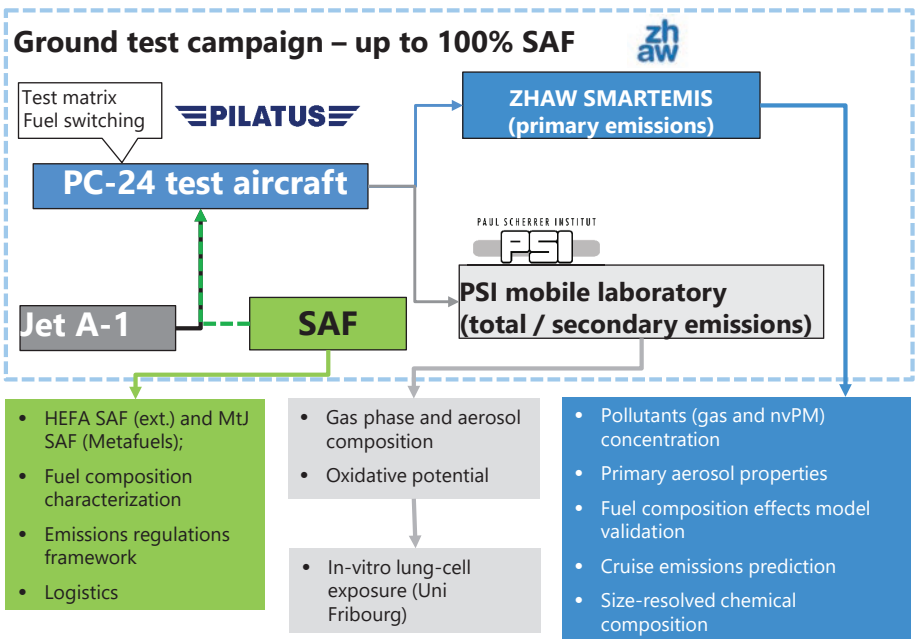 Ground test campaign – up to 100% SAF
zh
aw
Test matrix
Fuel switching
PILATUS
ZHAW SMARTEMIS
(primary emissions)
PC-24 test aircraft
PAUL SCHERRER INSTITUT
PSI
PSI mobile laboratory
(total / secondary emissions)
Jet A-1
SAF
• HEFA SAF (ext.) and MtJ
SAF (Metafuels);
• Fuel composition
characterization
• Emissions regulations
framework
• Logistics
• Gas phase and aerosol
composition
• Oxidative potential
• In-vitro lung-cell
exposure (Uni
Fribourg)
• Pollutants (gas and nvPM)
concentration
• Primary aerosol properties
• Fuel composition effects model
validation
• Cruise emissions prediction
• Size-resolved chemical
composition